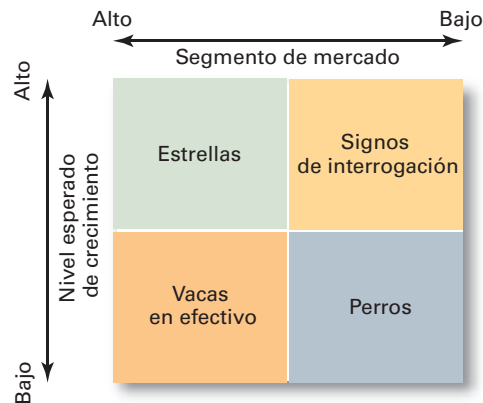 Alto
Bajo
Segmento de mercado
Alto
Nivel esperado
de crecimiento
Bajo
Estrellas
Signos
de interrogación
Vacas
en efectivo
Perros